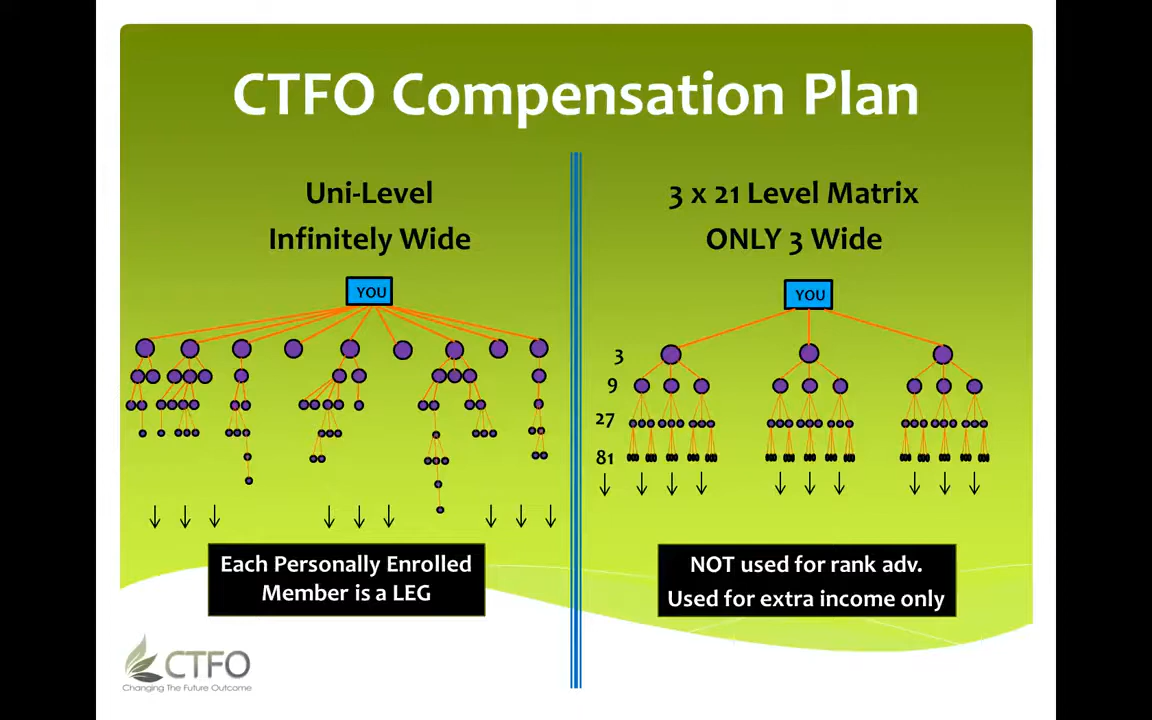 CTFO Compensation Plan
Uni-Level
Infinitely Wide
YOU
Each Personally Enrolled
Member is a LEG
3 x 21 Level Matrix
ONLY 3 Wide
YOU
3
9
27
81
NOT used for rank adv.
Used for extra income only
CTFO
Changing The Future Outcome